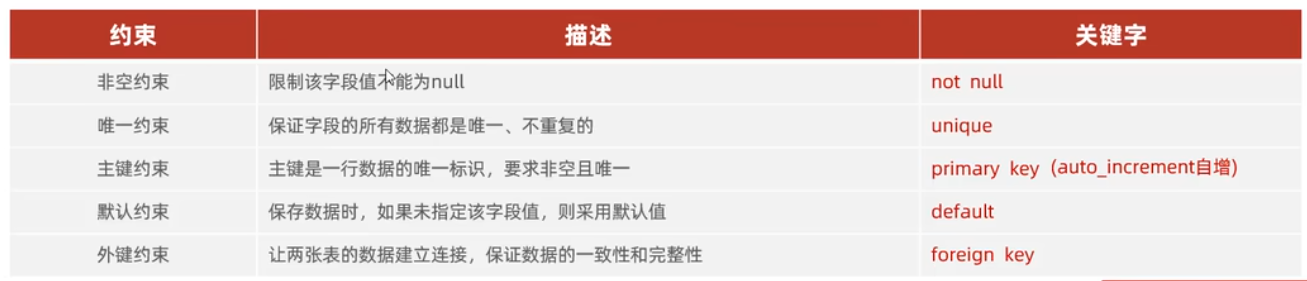 约束 描述 关键字
非空约束 限制该字段值不能为null not null
唯一约束 保证字段的所有数据都是唯一、不重复的 unique
主键约束 主键是一行数据的唯一标识，要求非空且唯一 primary key (auto_increment自增)
默认约束 保存数据时，如果未指定该字段值，则采用默认值 default
外键约束 让两张表的数据建立连接，保证数据的一致性和完整性 foreign key